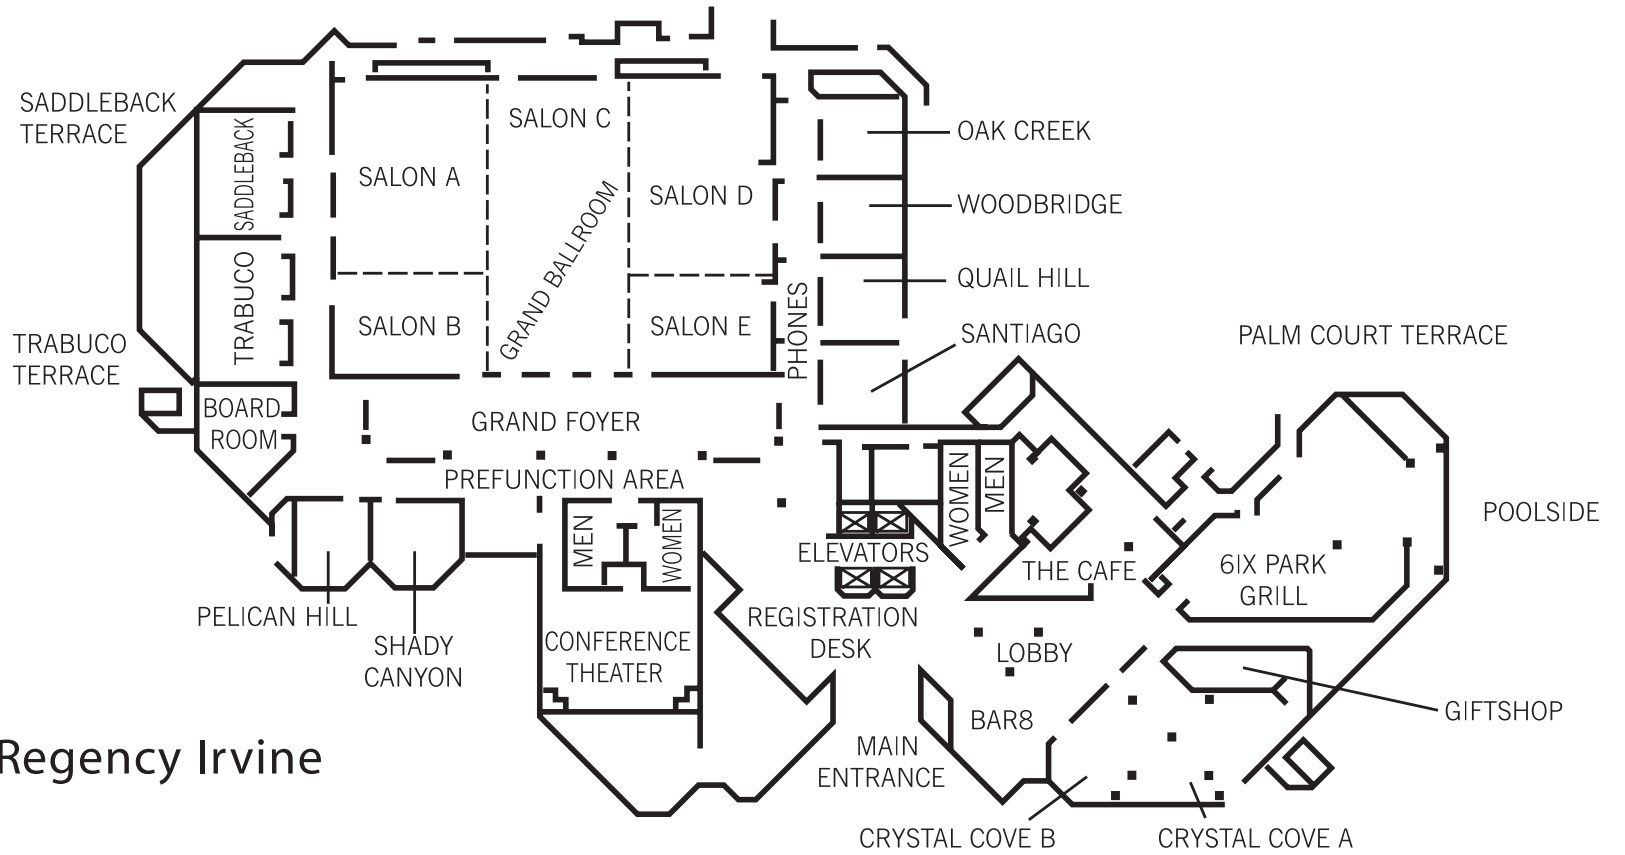 SADDLEBACK
TERRACE
SADDLEBACK
SALON A
SALON C
SALON D
GRAND BALLROOM
OAK CREEK
WOODBRIDGE
QUAIL HILL
SANTIAGO
TRABUCO
TRABUCO
TERRACE
SALON B
SALON E
PHONES
PALM COURT TERRACE
BOARD
ROOM
GRAND FOYER
PREFUNCTION AREA
WOMEN
MEN
POOLSIDE
MEN
WOMEN
ELEVATORS
THE CAFE
6IX PARK
GRILL
PELICAN HILL
SHADY
CANYON
CONFERENCE
THEATER
REGISTRATION
DESK
LOBBY
BAR8
GIFTSHOP
MAIN
ENTRANCE
Regency Irvine
CRYSTAL COVE B
CRYSTAL COVE A